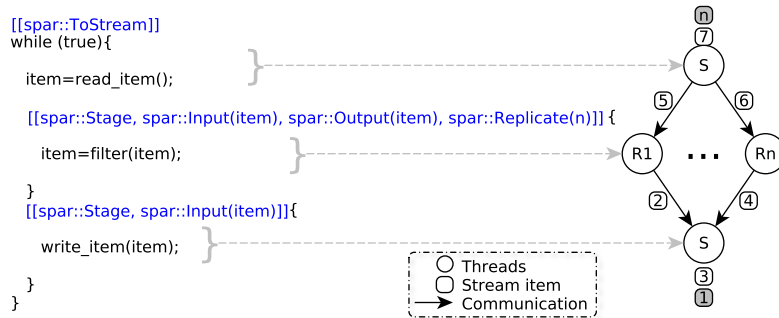 [[spar::ToStream]]
while (true){
item=read_item();
[[spar::Stage, spar::Input(item), spar::Output(item), spar::Replicate(n)]] {
item=filter(item);
}
[[spar::Stage, spar::Input(item)]]{
write_item(item);
}
}
n
7
S
5
6
R1
...
Rn
2
4
S
3
1
Threads
Stream item
Communication